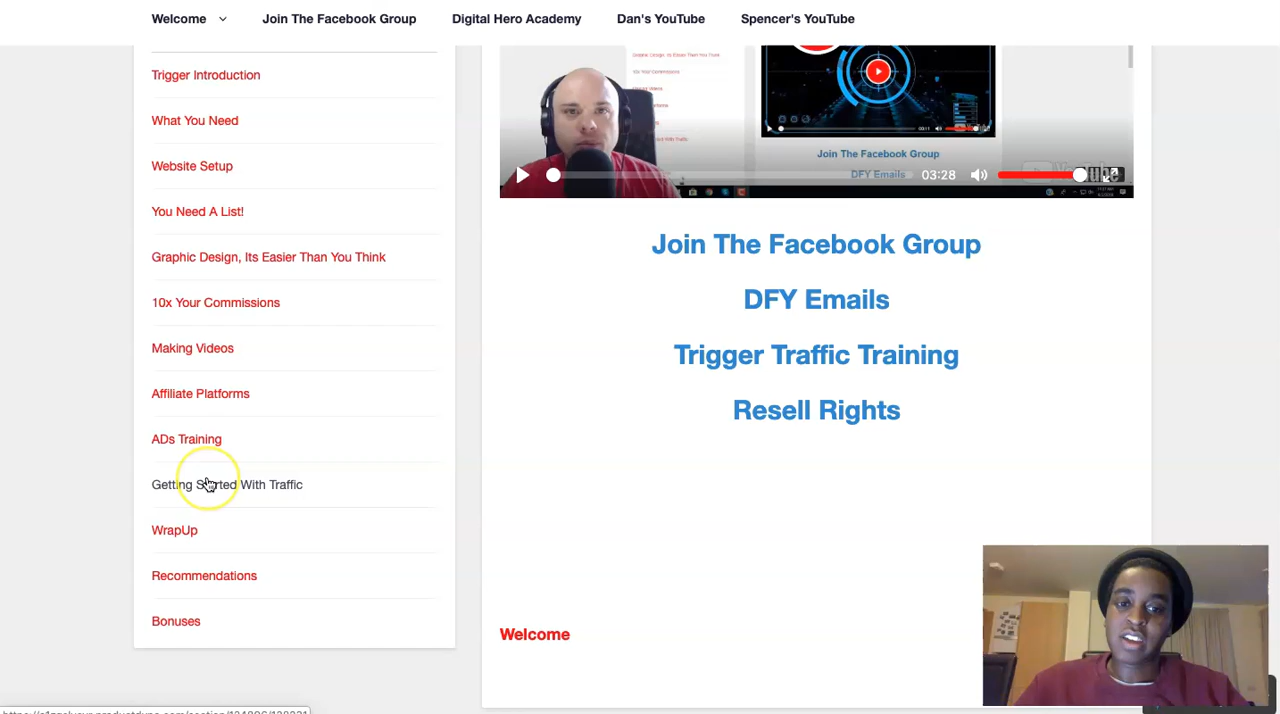 Welcome
Join The Facebook Group
Digital Hero Academy
Dan's YouTube
Spencer's YouTube
Trigger Introduction
What You Need
Website Setup
You Need A List!
Graphic Design, Its Easier Than You Think
10x Your Commissions
Making Videos
Affiliate Platforms
ADs Training
Getting Started With Traffic
WrapUp
Recommendations
Bonuses
Join The Facebook Group
DFY Emails
03:28
Join The Facebook Group
DFY Emails
Trigger Traffic Training
Resell Rights
Welcome